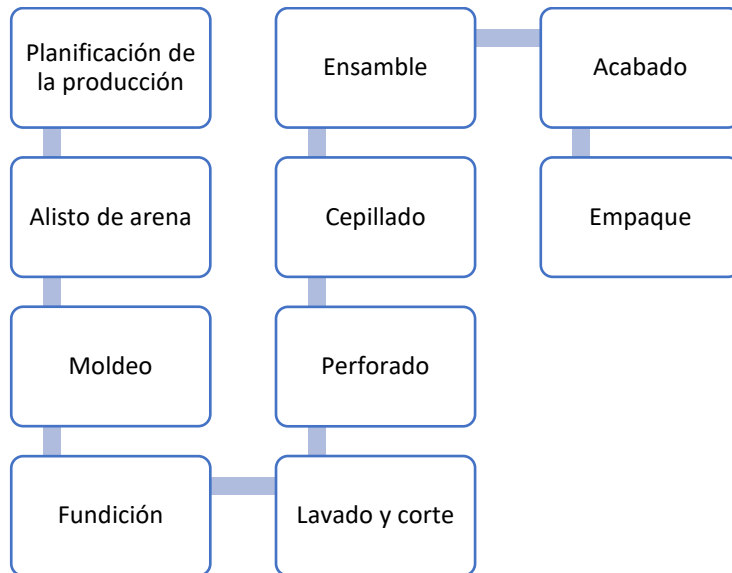 Planificación de
la producción
Alisto de arena
Moldeo
Fundición
Lavado y corte
Perforado
Cepillado
Ensamble
Acabado
Empaque